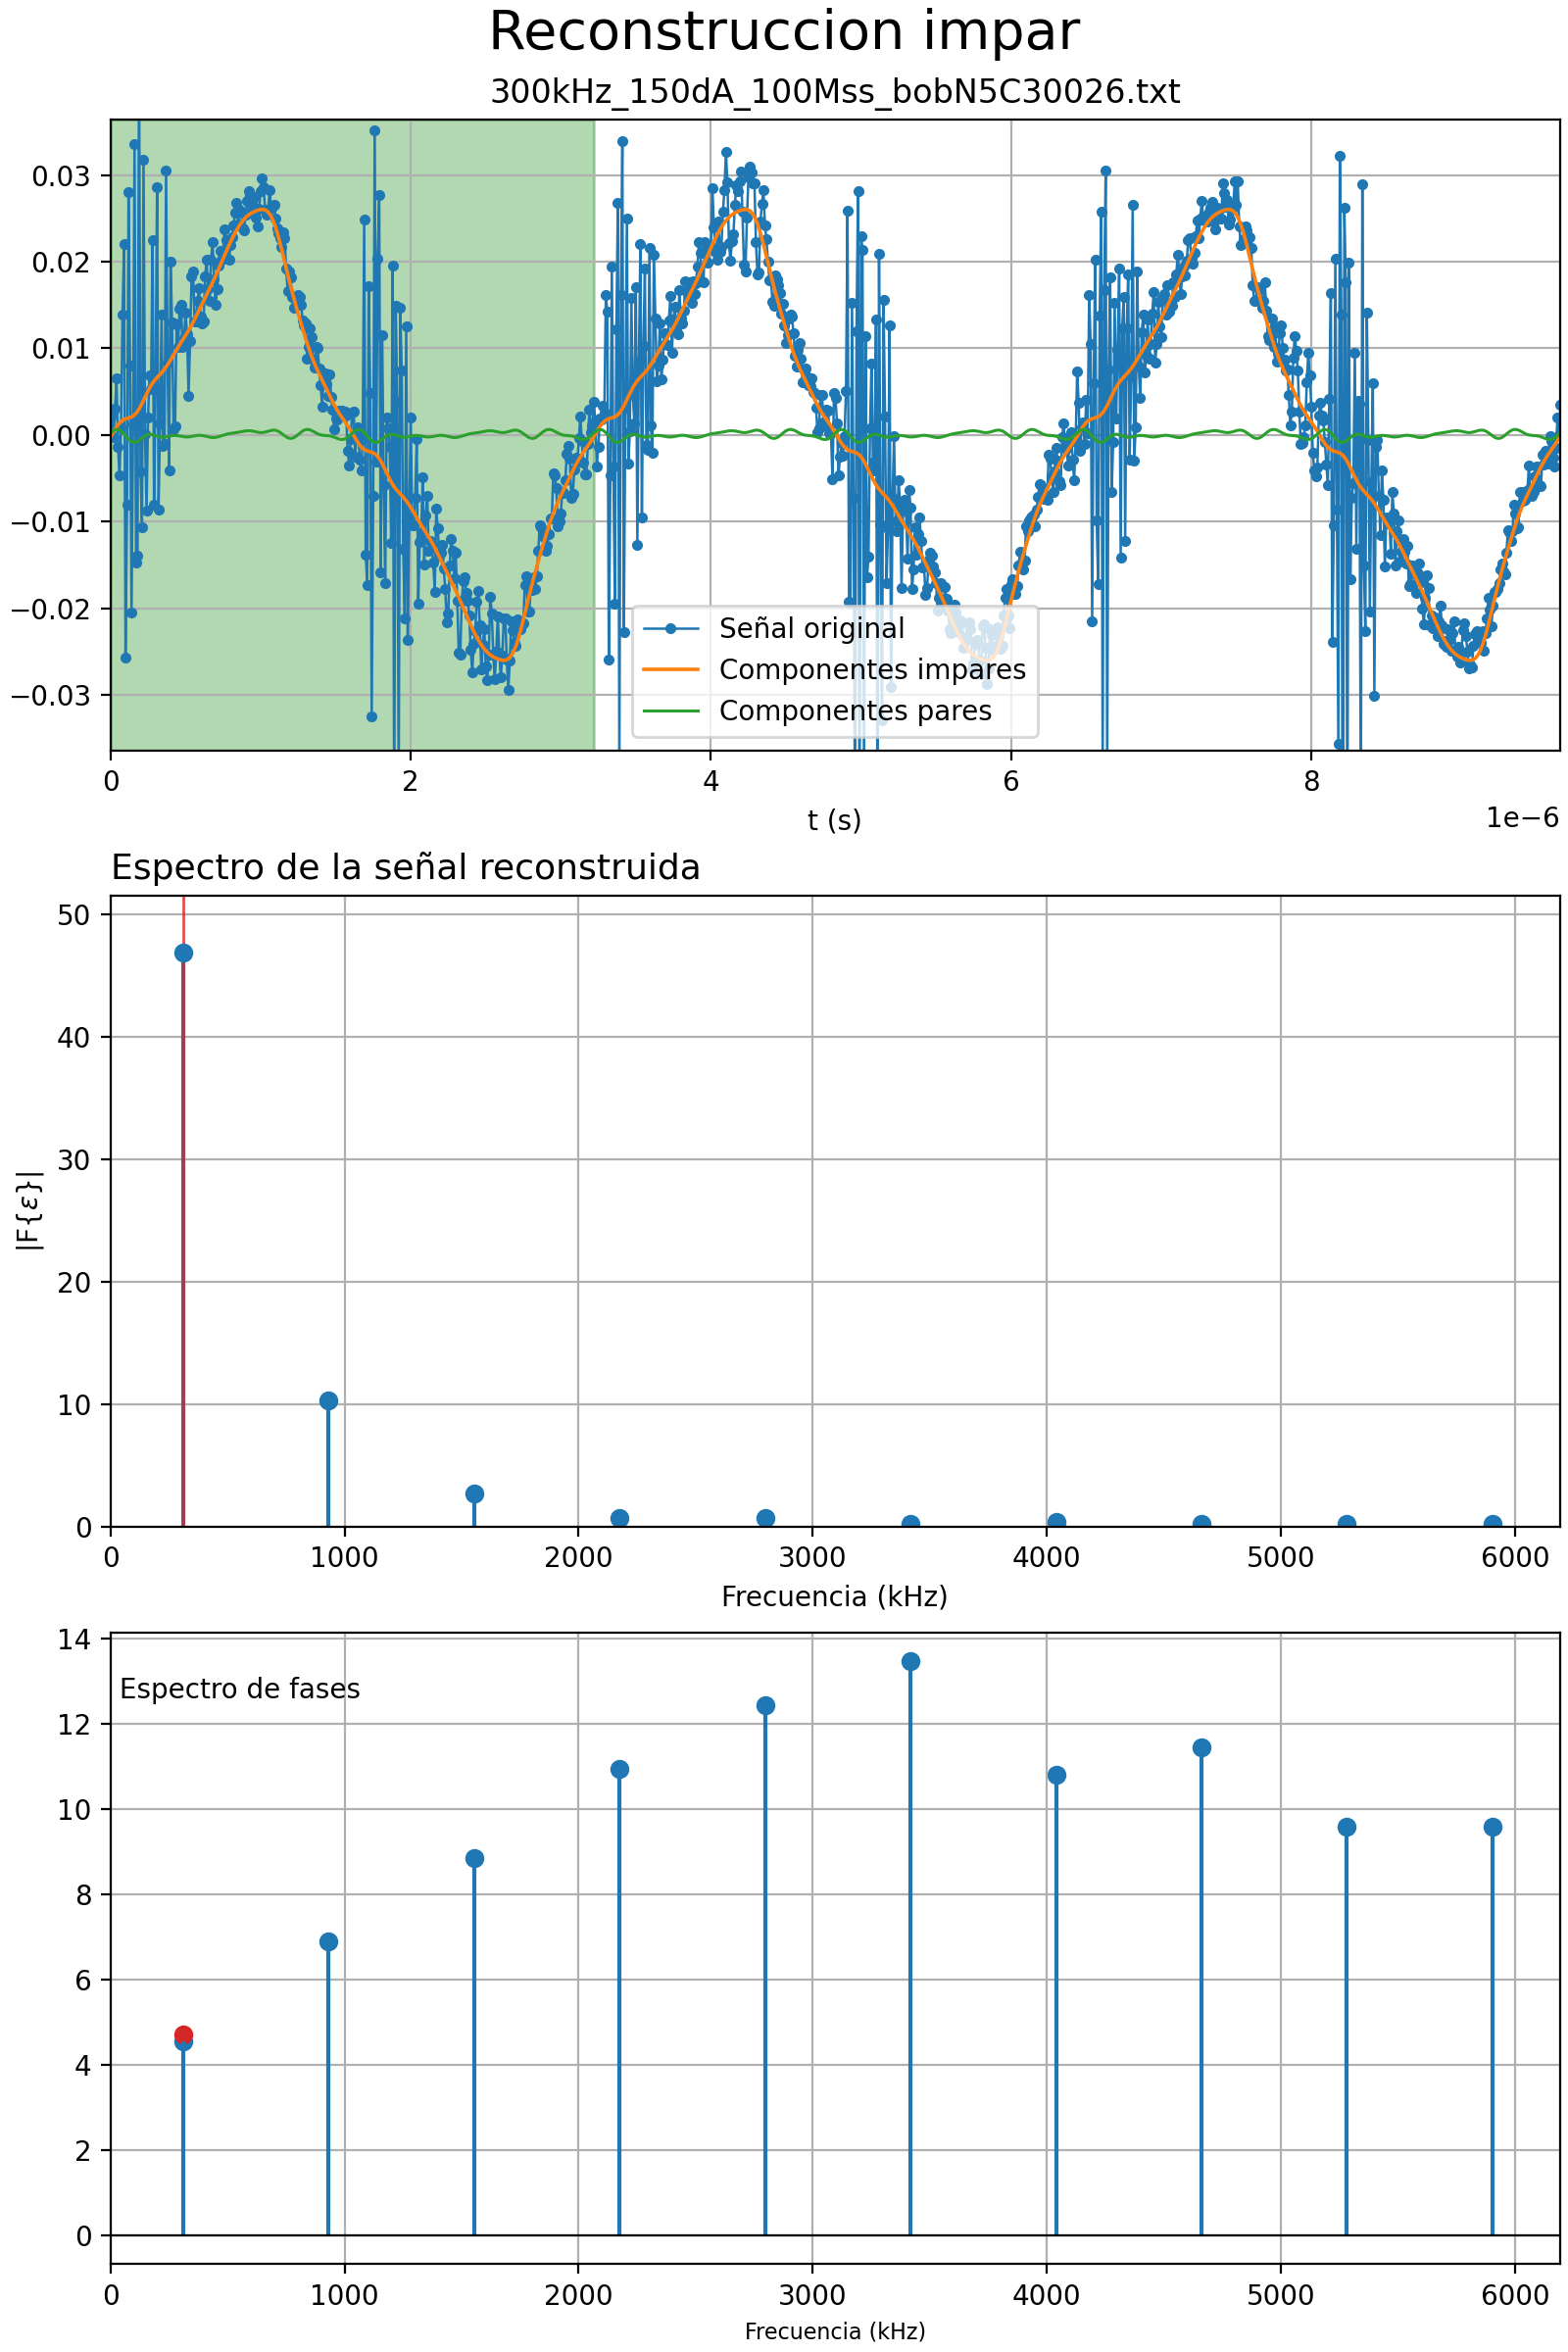 Reconstruccion impar
300kHz_150dA_100Mss_bobN5C30026.txt
0.03
0.02
0.01
0.00
−0.01
−0.02
−0.03
Señal original
Componentes impares
Componentes pares
0 2 4 6 8
t (s)
1e−6
Espectro de la señal reconstruida
50
40
30
20
10
0
|F{ε}|
0 1000 2000 3000 4000 5000 6000
Frecuencia (kHz)
14
Espectro de fases
12
10
8
6
4
2
0
0 1000 2000 3000 4000 5000 6000
Frecuencia (kHz)